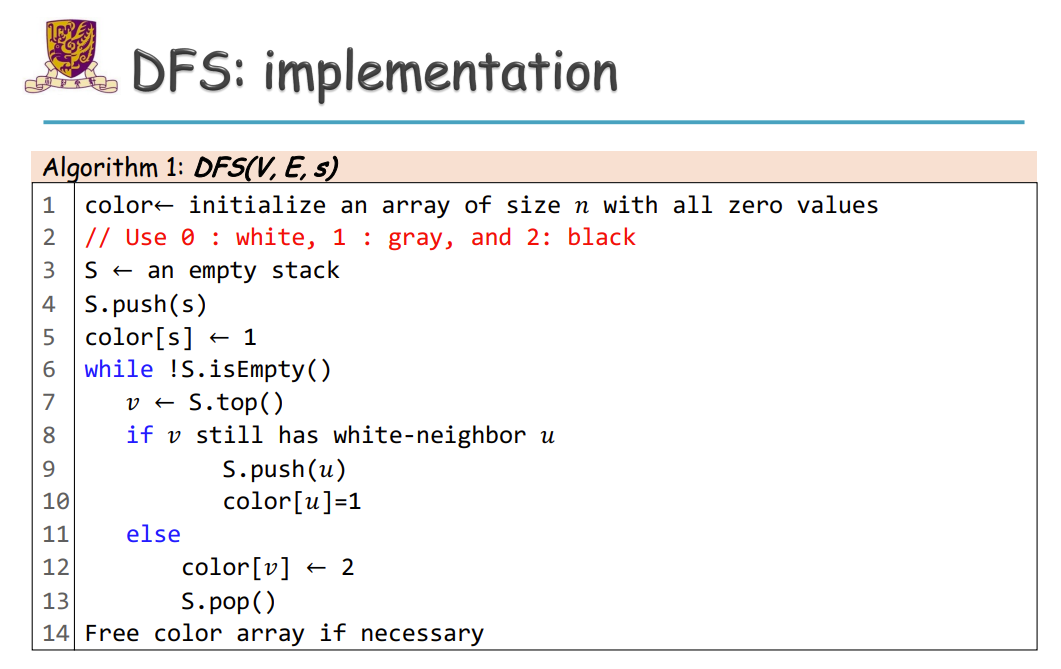 DFS: implementation
Algorithm 1: DFS(V, E, s)
1 color← initialize an array of size n with all zero values
2 // Use 0 : white, 1 : gray, and 2: black
3 S ← an empty stack
4 S.push(s)
5 color[s] ← 1
6 while !S.isEmpty()
7 v ← S.top()
8 if v still has white-neighbor u
9 S.push(u)
10 color[u]=1
11 else
12 color[v] ← 2
13 S.pop()
14 Free color array if necessary